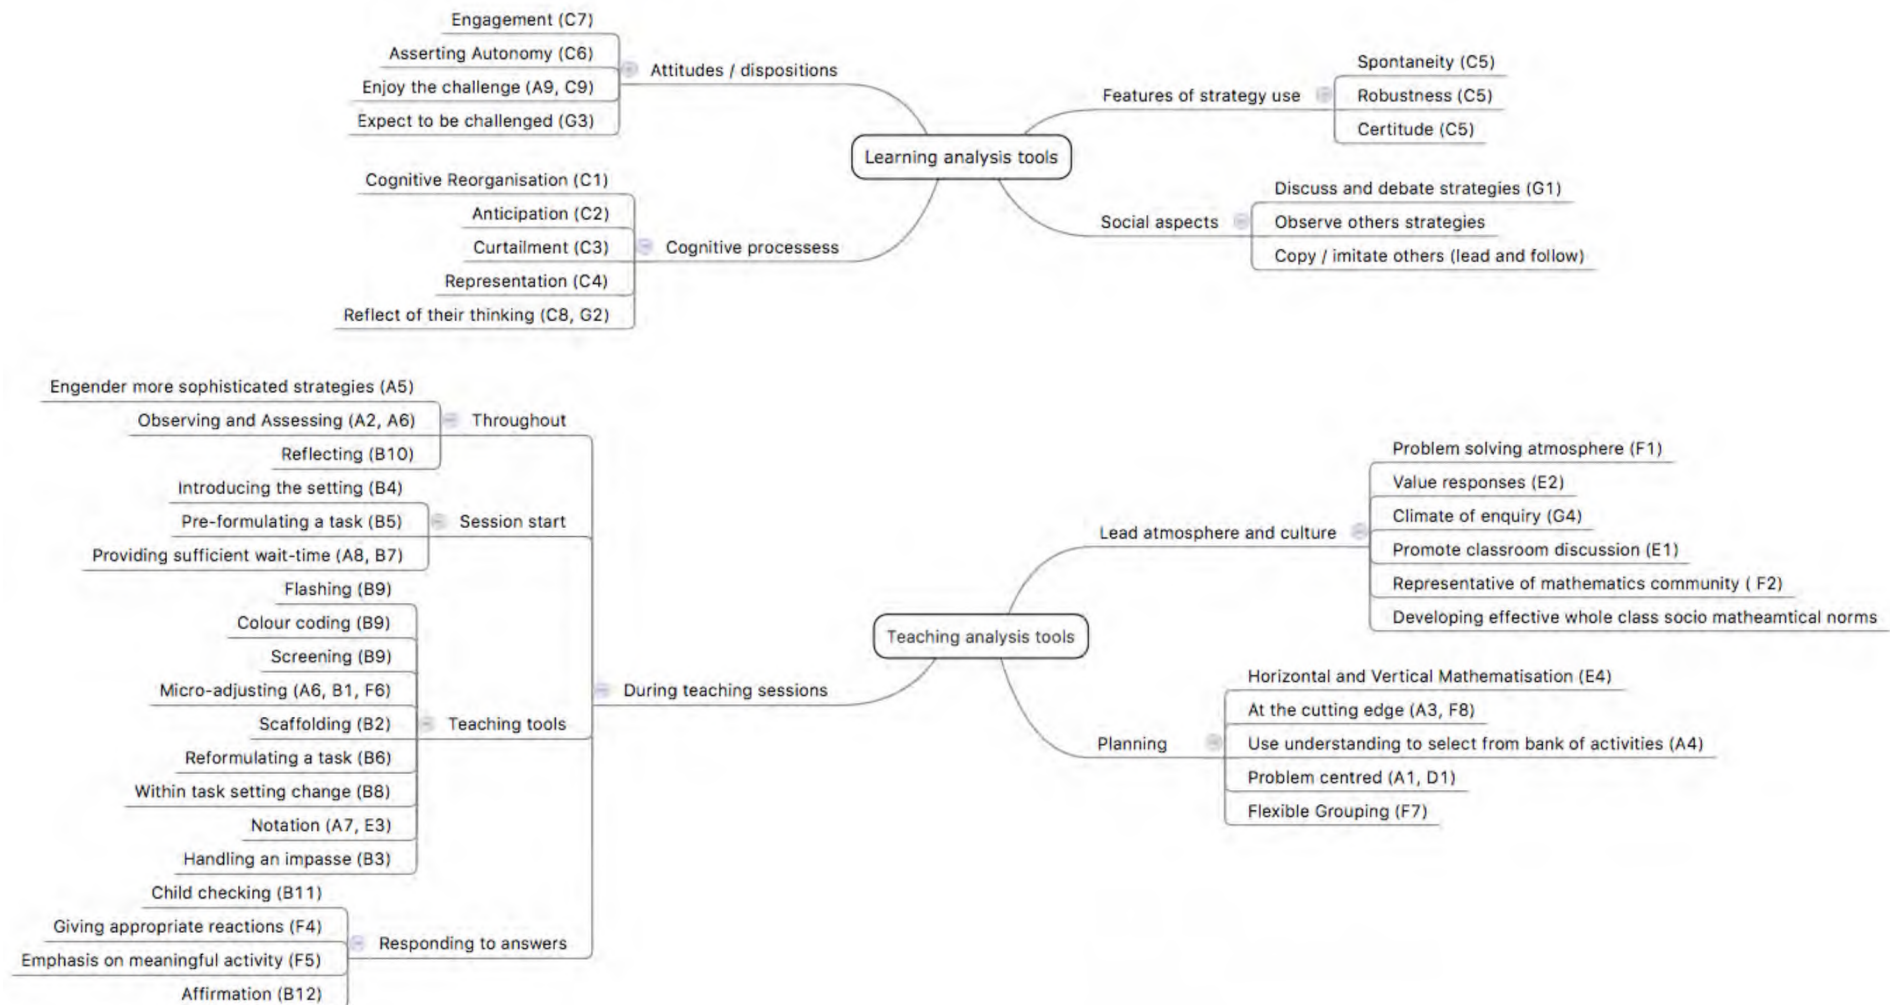 Engagement (C7)
Asserting Autonomy (C6)
Enjoy the challenge (A9, C9)
Expect to be challenged (G3)
Attitudes / dispositions
Cognitive Reorganisation (C1)
Anticipation (C2)
Curtailment (C3)
Representation (C4)
Reflect of their thinking (C8, G2)
Cognitive processess
Learning analysis tools
Features of strategy use
Spontaneity (C5)
Robustness (C5)
Certitude (C5)
Social aspects
Discuss and debate strategies (G1)
Observe others strategies
Copy / imitate others (lead and follow)
Engender more sophisticated strategies (A5)
Observing and Assessing (A2, A6)
Reflecting (B10)
Throughout
Introducing the setting (B4)
Pre-formulating a task (B5)
Providing sufficient wait-time (A8, B7)
Session start
Flashing (B9)
Colour coding (B9)
Screening (B9)
Micro-adjusting (A6, B1, F6)
Scaffolding (B2)
Reformulating a task (B6)
Within task setting change (B8)
Notation (A7, E3)
Handling an impasse (B3)
Teaching tools
Child checking (B11)
Giving appropriate reactions (F4)
Emphasis on meaningful activity (F5)
Affirmation (B12)
Responding to answers
During teaching sessions
Teaching analysis tools
Lead atmosphere and culture
Problem solving atmosphere (F1)
Value responses (E2)
Climate of enquiry (G4)
Promote classroom discussion (E1)
Representative of mathematics community ( F2)
Developing effective whole class socio matheamtical norms
Planning
Horizontal and Vertical Mathematisation (E4)
At the cutting edge (A3, F8)
Use understanding to select from bank of activities (A4)
Problem centred (A1, D1)
Flexible Grouping (F7)